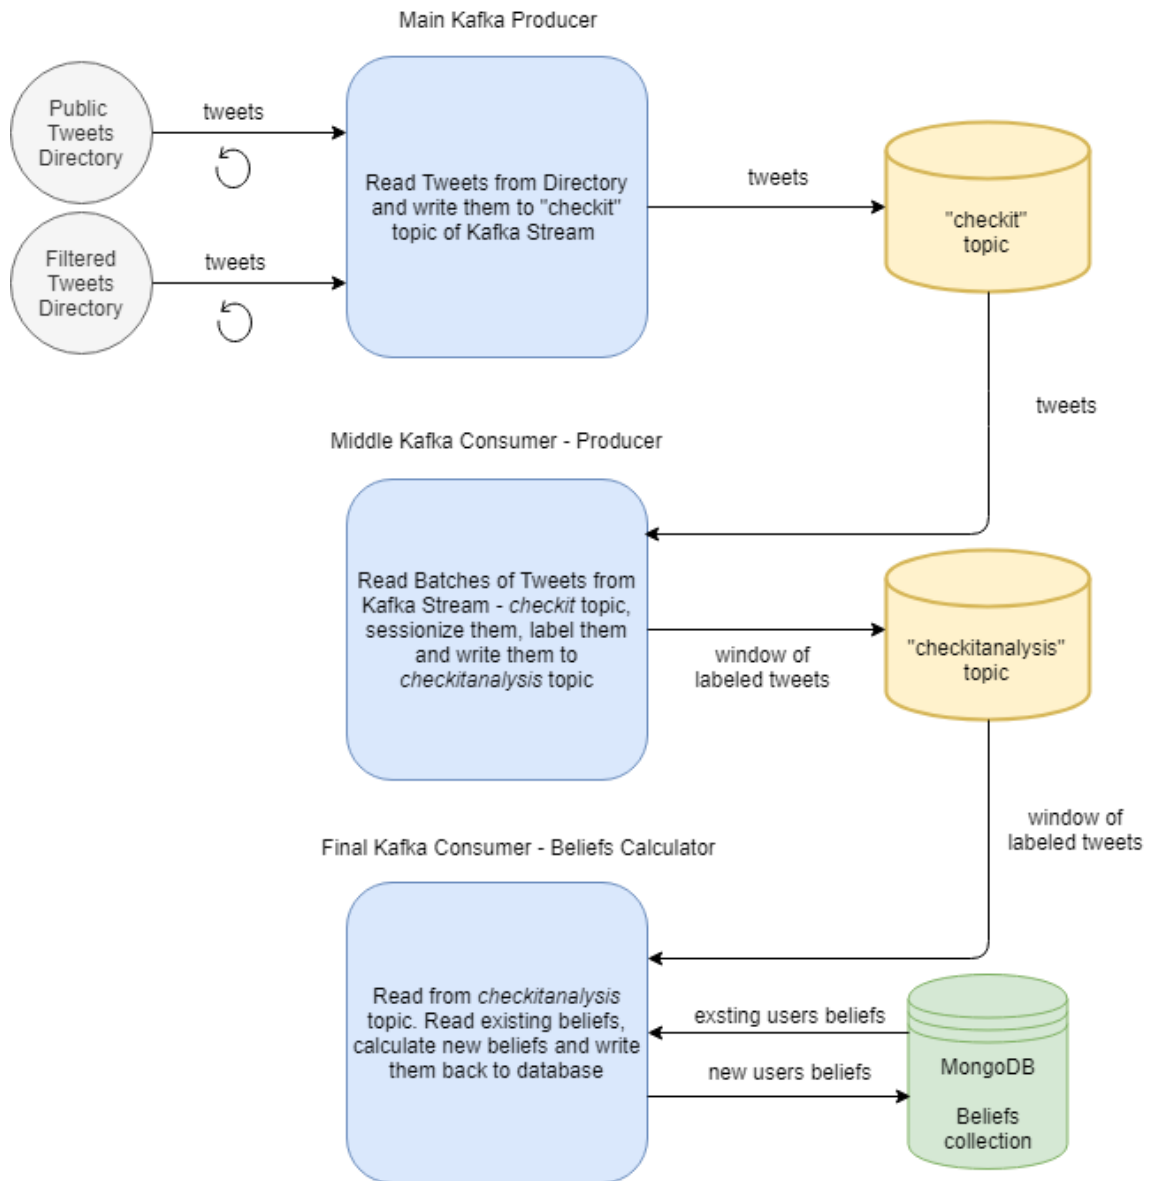 Main Kafka Producer
Public
Tweets
Directory
tweets
Filtered
Tweets
Directory
tweets
Read Tweets from Directory
and write them to "checkit"
topic of Kafka Stream
tweets
"checkit"
topic
tweets
Middle Kafka Consumer - Producer
Read Batches of Tweets from
Kafka Stream - checkit topic,
sessionize them, label them
and write them to
checkitanalysis topic
window of
labeled tweets
"checkitanalysis"
topic
window of
labeled tweets
Final Kafka Consumer - Beliefs Calculator
Read from checkitanalysis
topic. Read existing beliefs,
calculate new beliefs and write
them back to database
exsting users beliefs
new users beliefs
MongoDB
Beliefs
collection